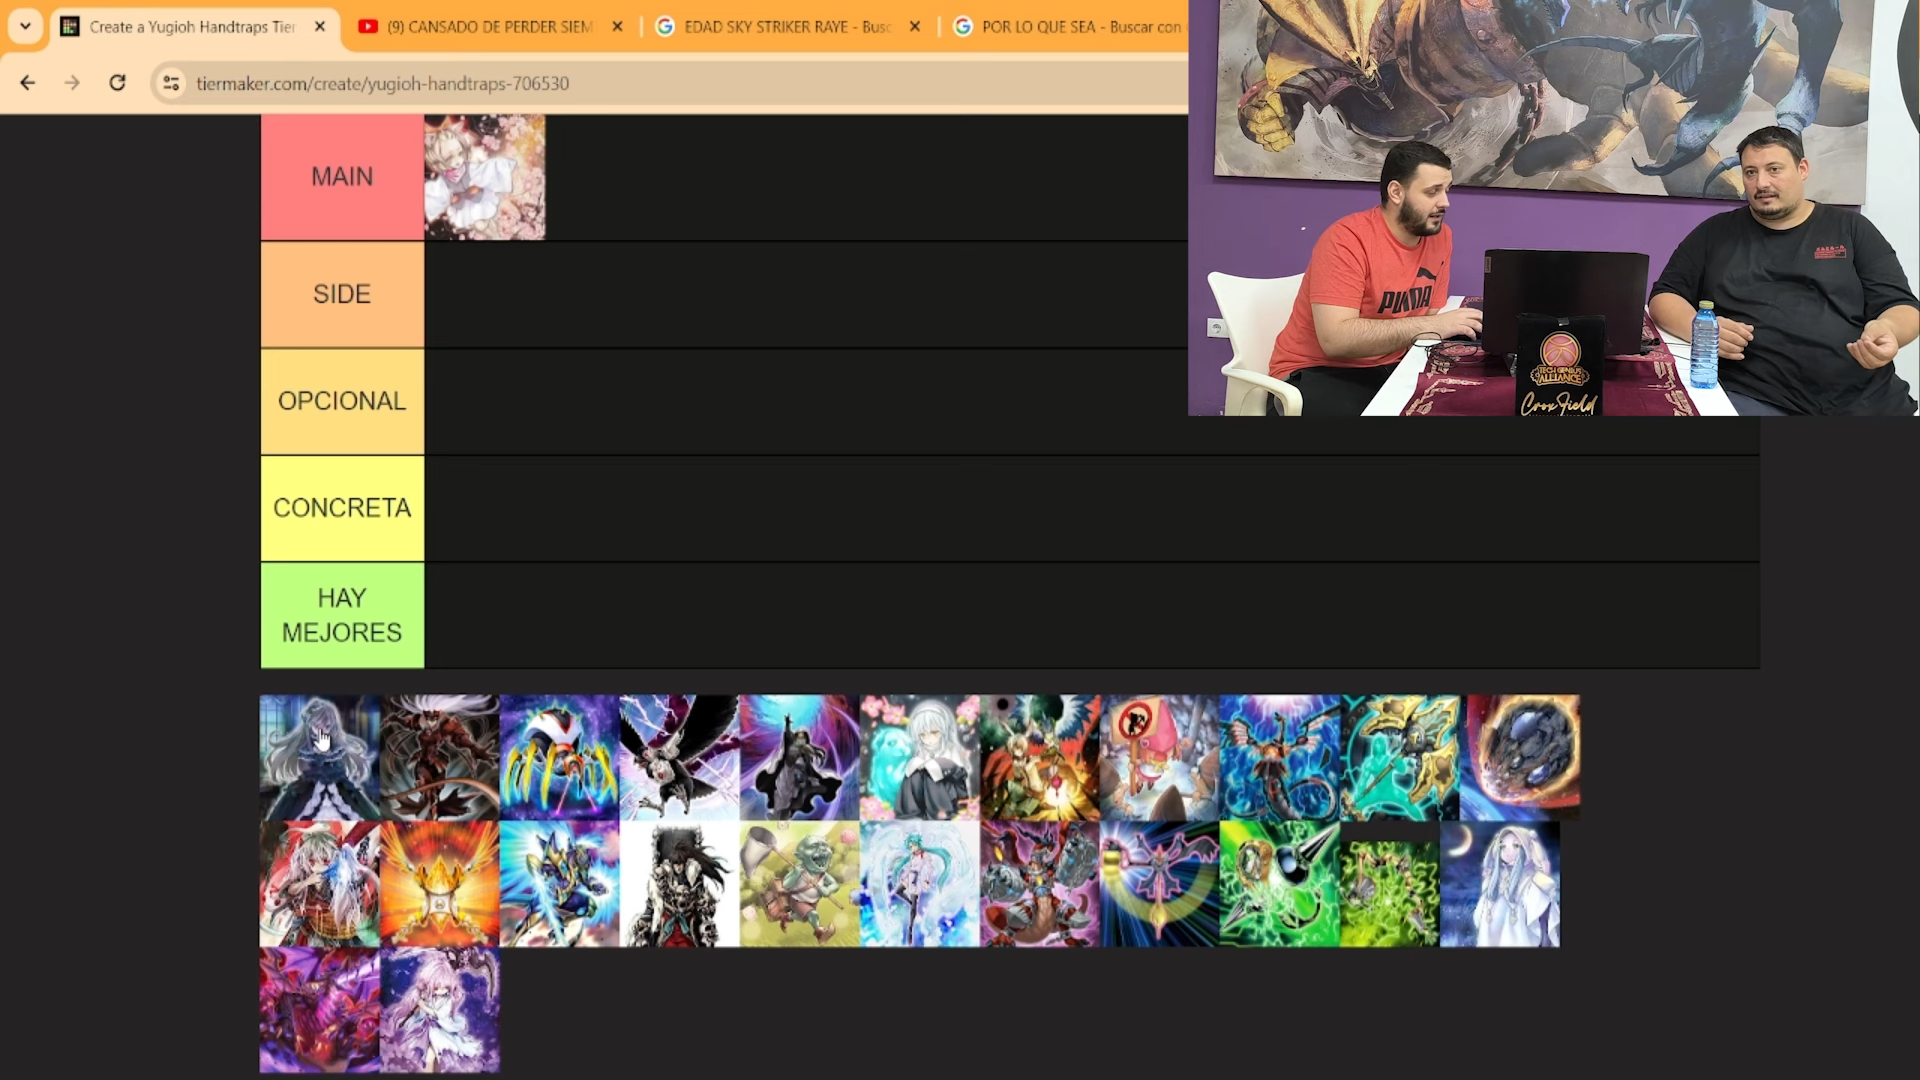 Create a Yugioh Handtraps Tier
(9) CANSADO DE PERDER SIEM
EDAD SKY STRIKER RAYE - Busc
POR LO QUE SEA - Buscar con
tiermaker.com/create/yugioh-handtraps-706530
MAIN
SIDE
OPCIONAL
CONCRETA
HAY
MEJORES
PUMA
TECH GENIUS
ALLIANCE
CroxField